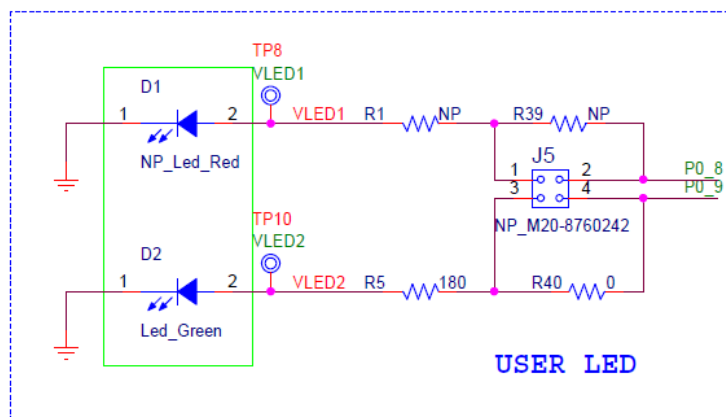 TP8
VLED1
D1
1
2
VLED1
R1
NP
R39
NP
NP_Led_Red
J5
1
2
P0_8
3
4
P0_9
NP_M20-8760242
TP10
VLED2
D2
1
2
VLED2
R5
180
R40
0
Led_Green
USER LED